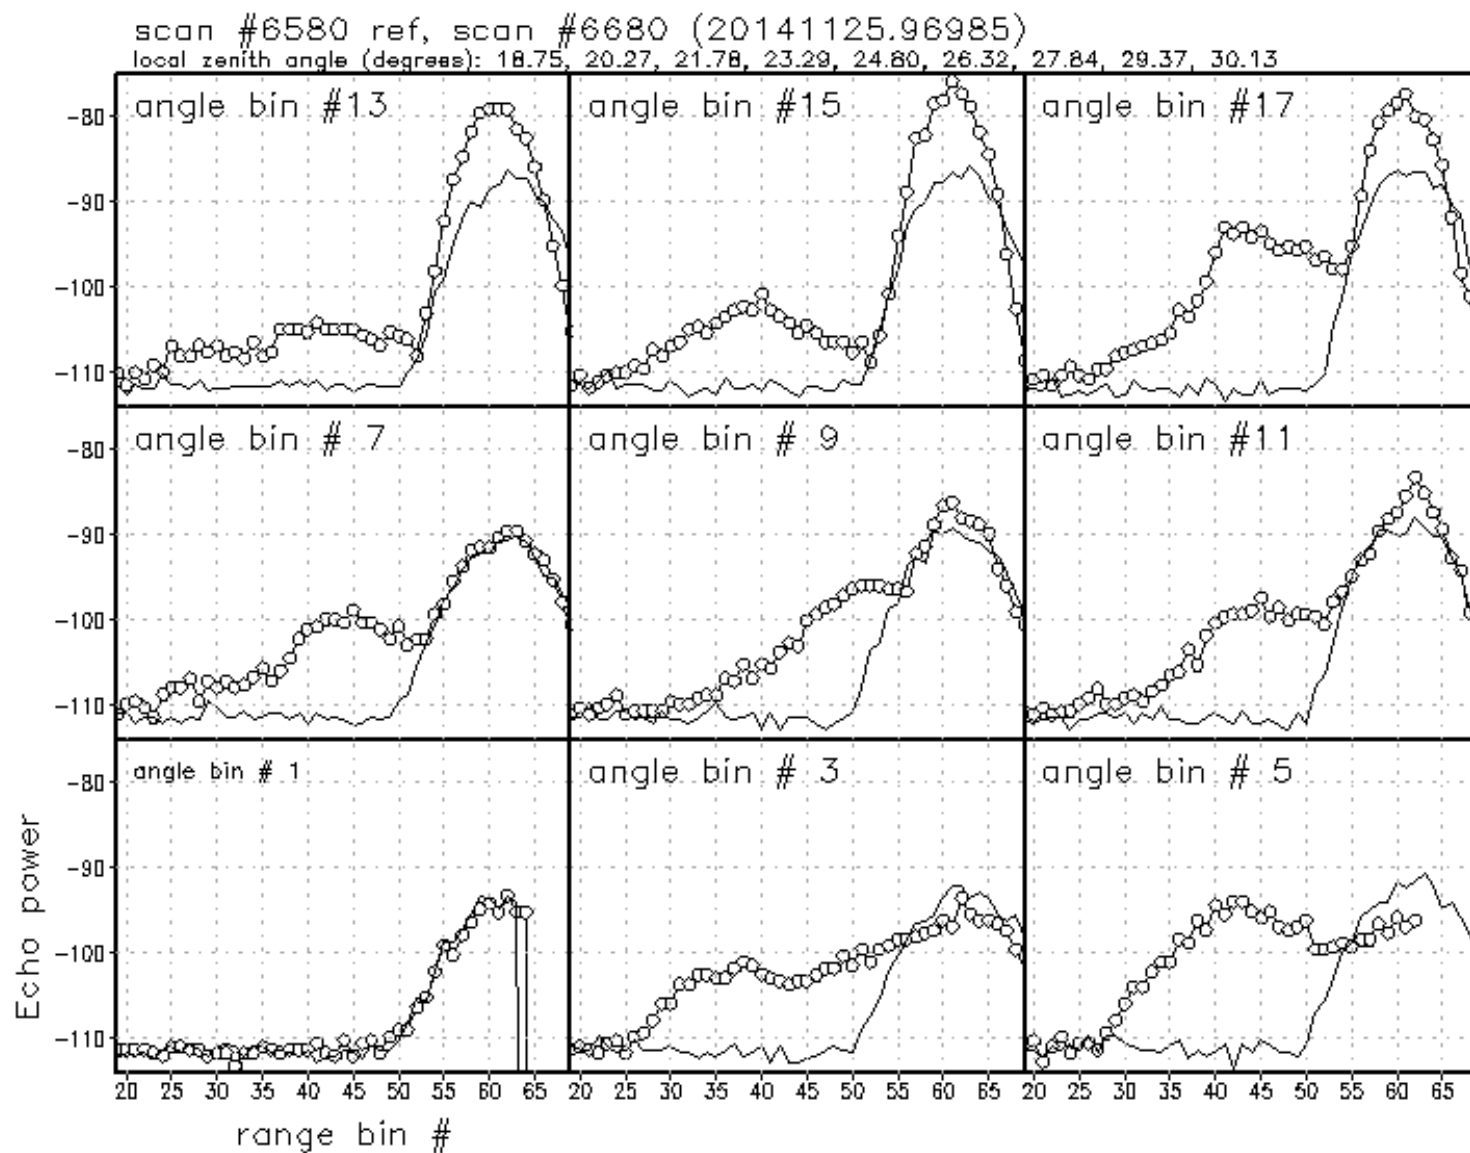 scan #6580 ref, scan #6680 (20141125.96985)
local zenith angle (degrees): 18.75, 20.27, 21.78, 23.29, 24.80, 26.32, 27.84, 29.37, 30.13
angle bin #13
angle bin #15
angle bin #17
-80
-90
-100
-110
angle bin # 7
angle bin # 9
angle bin #11
-80
-90
-100
-110
angle bin # 1
angle bin # 3
angle bin # 5
-80
-90
-100
-110
Echo power
20 25 30 35 40 45 50 55 60 65 20 25 30 35 40 45 50 55 60 65 20 25 30 35 40 45 50 55 60 65
range bin #